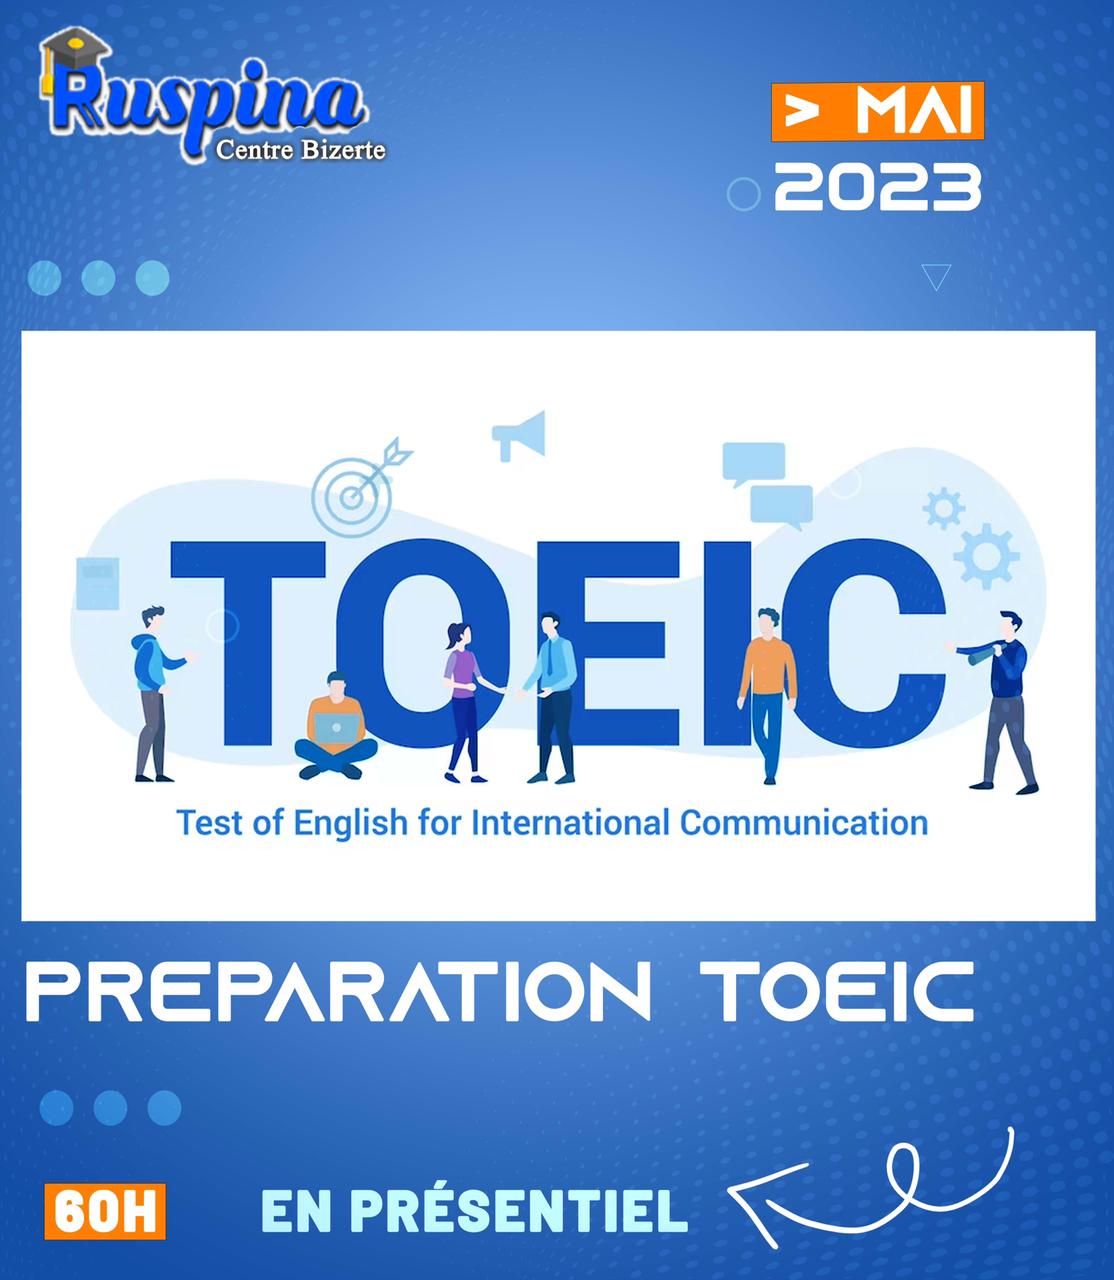 Ruspina
Centre Bizerte
> MAI
2023
TOEIC
Test of English for International Communication
PREPARATION TOEIC
60H
EN PRÉSENTIEL